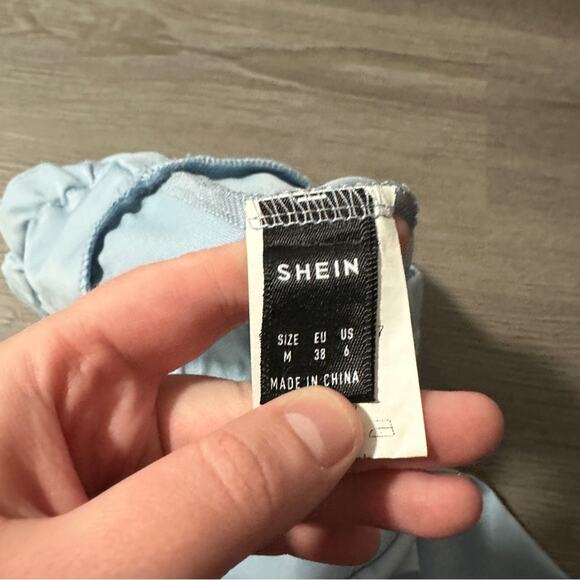 SHEIN
SIZE EU US
M 38 6
MADE IN CHINA